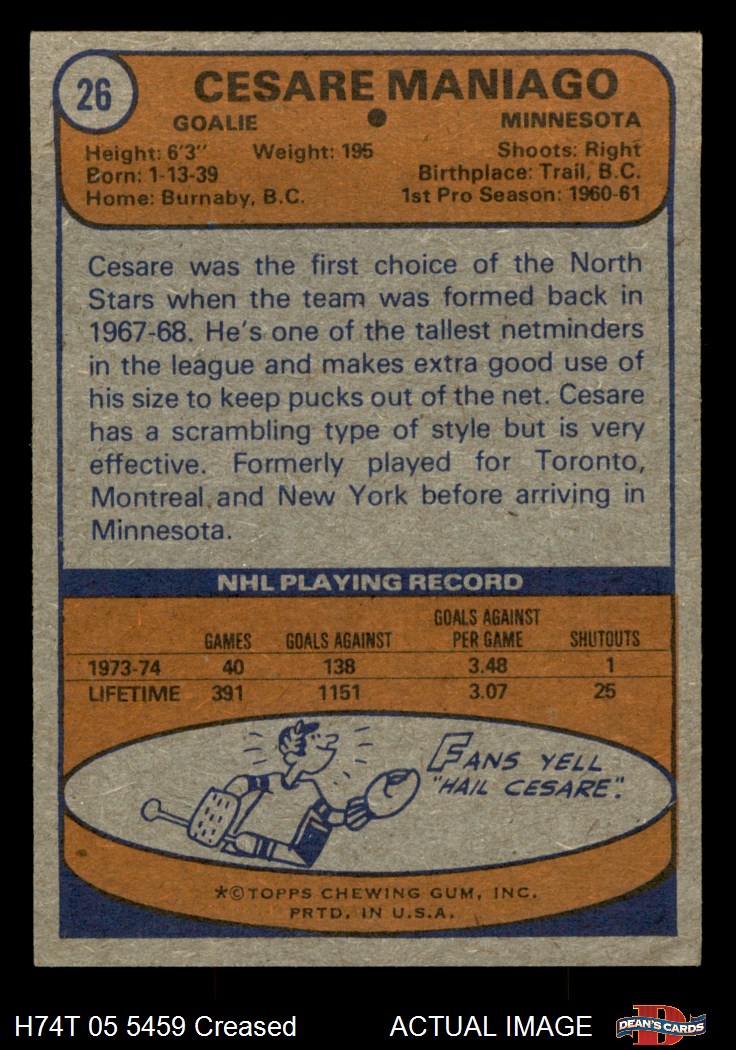 26
CESARE MANIAGO
GOALIE • MINNESOTA
Height: 6'3" Weight: 195 Shoots: Right
Born: 1-13-39 Birthplace: Trail, B.C.
Home: Burnaby, B.C. 1st Pro Season: 1960-61
Cesare was the first choice of the North
Stars when the team was formed back in
1967-68. He's one of the tallest netminders
in the league and makes extra good use of
his size to keep pucks out of the net. Cesare
has a scrambling type of style but is very
effective. Formerly played for Toronto,
Montreal and New York before arriving in
Minnesota.
NHL PLAYING RECORD
GAMES GOALS AGAINST GOALS AGAINST PER GAME SHUTOUTS
1973-74 40 138 3.48 1
LIFETIME 391 1151 3.07 25
FANS YELL
"HAIL CESARE".
*©TOPPS CHEWING GUM, INC.
PRTD. IN U.S.A.
H74T 05 5459 Creased ACTUAL IMAGE DEAN'S CARDS